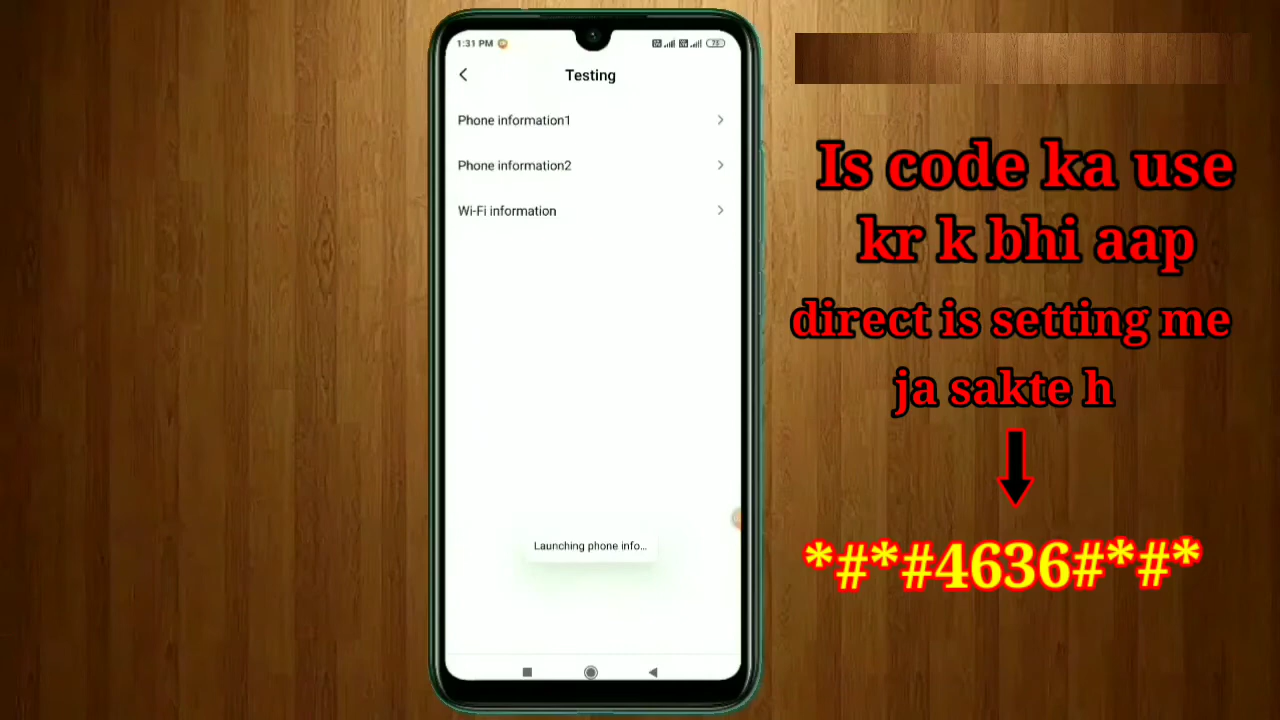 1:31 PM
73
Testing
Phone information1
Phone information2
Wi-Fi information
Launching phone info...
Is code ka use
kr k bhi aap
direct is setting me
ja sakte h
*#*#4636#*#*